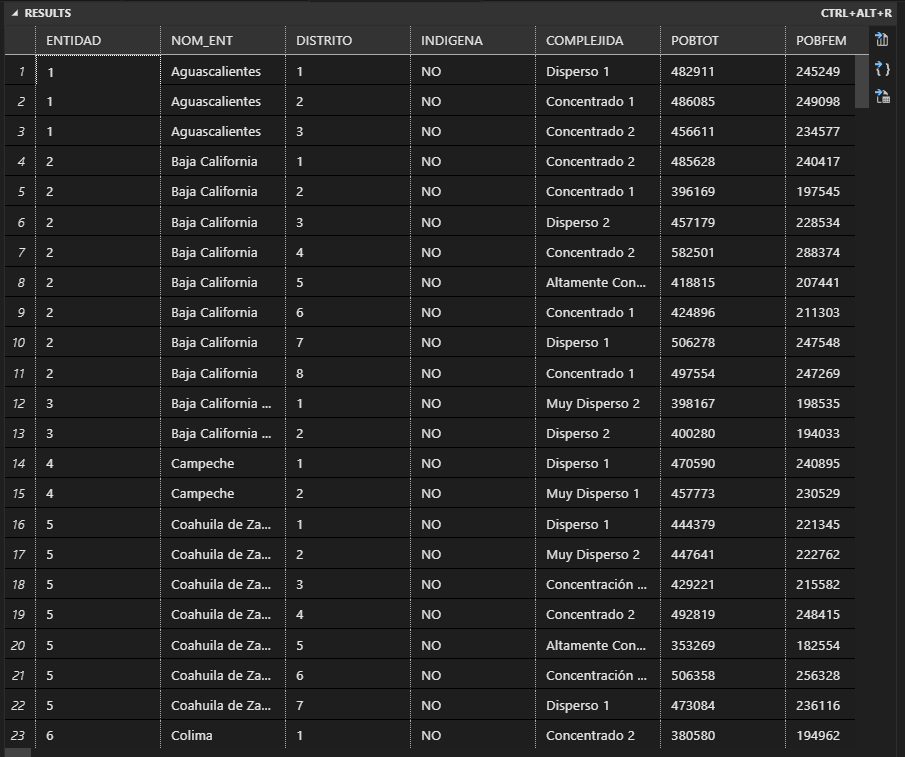 RESULTS CTRL+ALT+R
ENTIDAD NOM_ENT DISTRITO INDIGENA COMPLEJIDA POBTOT POBFEM
1 1 Aguascalientes 1 NO Disperso 1 482911 245249
2 1 Aguascalientes 2 NO Concentrado 1 486085 249098
3 1 Aguascalientes 3 NO Concentrado 2 456611 234577
4 2 Baja California 1 NO Concentrado 2 485628 240417
5 2 Baja California 2 NO Concentrado 1 396169 197545
6 2 Baja California 3 NO Disperso 2 457179 228534
7 2 Baja California 4 NO Concentrado 2 582501 288374
8 2 Baja California 5 NO Altamente Con... 418815 207441
9 2 Baja California 6 NO Concentrado 1 424896 211303
10 2 Baja California 7 NO Disperso 1 506278 247548
11 2 Baja California 8 NO Concentrado 1 497554 247269
12 3 Baja California ... 1 NO Muy Disperso 2 398167 198535
13 3 Baja California ... 2 NO Disperso 2 400280 194033
14 4 Campeche 1 NO Disperso 1 470590 240895
15 4 Campeche 2 NO Muy Disperso 1 457773 230529
16 5 Coahuila de Za... 1 NO Disperso 1 444379 221345
17 5 Coahuila de Za... 2 NO Muy Disperso 2 447641 222762
18 5 Coahuila de Za... 3 NO Concentración ... 429221 215582
19 5 Coahuila de Za... 4 NO Concentrado 2 492819 248415
20 5 Coahuila de Za... 5 NO Altamente Con... 353269 182554
21 5 Coahuila de Za... 6 NO Concentración ... 506358 256328
22 5 Coahuila de Za... 7 NO Disperso 1 473084 236116
23 6 Colima 1 NO Concentrado 2 380580 194962